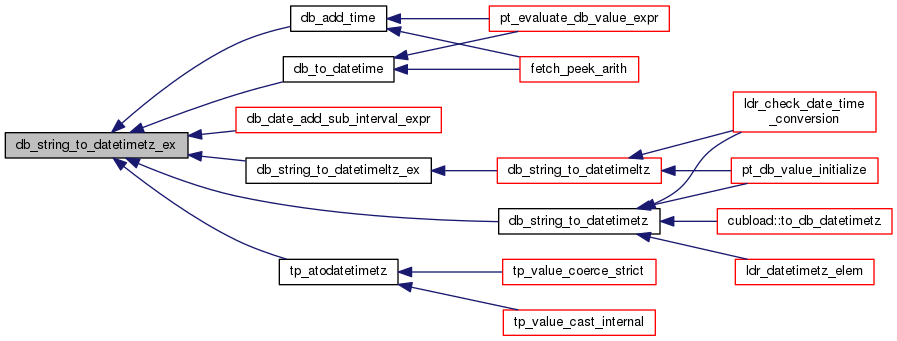 db_add_time
pt_evaluate_db_value_expr
db_to_datetime
fetch_peek_arith
db_date_add_sub_interval_expr
ldr_check_date_time
_conversion
db_string_to_datetimetz_ex
db_string_to_datetimeltz_ex
db_string_to_datetimeltz
pt_db_value_initialize
db_string_to_datetimetz
cubload::to_db_datetimetz
tp_atodatetimetz
tp_value_coerce_strict
ldr_datetimetz_elem
tp_value_cast_internal